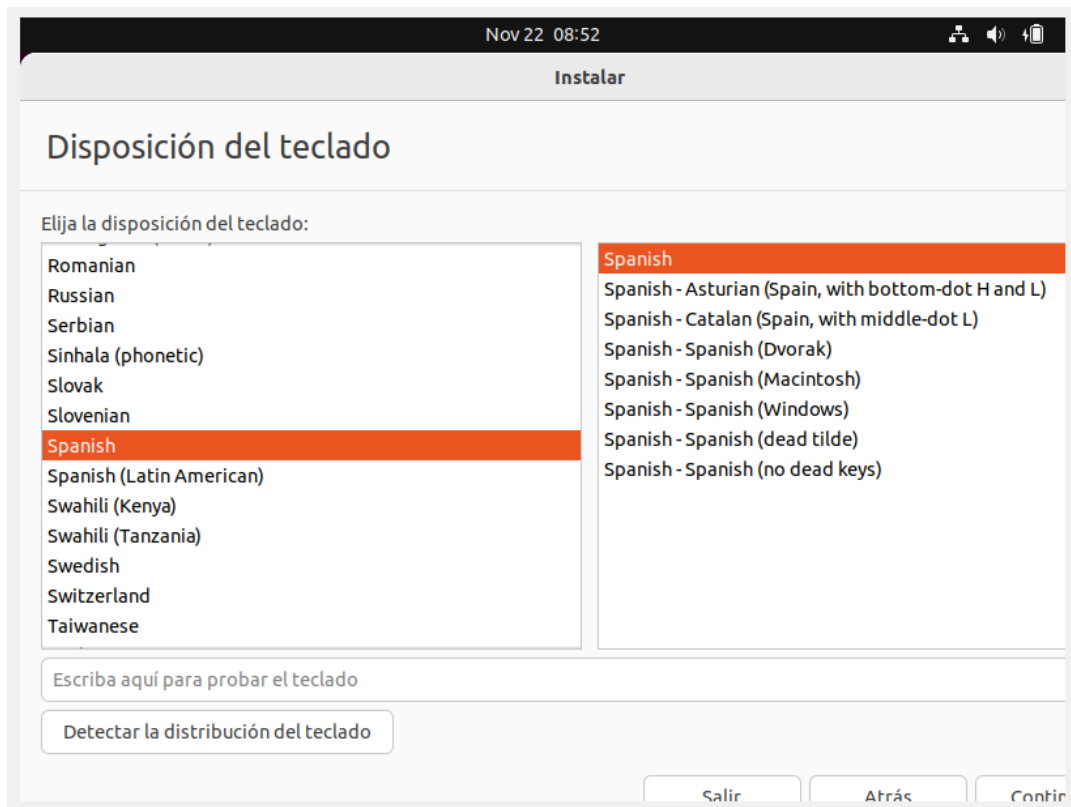 Nov 22 08:52
Instalar
Disposición del teclado
Elija la disposición del teclado:
Romanian
Russian
Serbian
Sinhala (phonetic)
Slovak
Slovenian
Spanish
Spanish (Latin American)
Swahili (Kenya)
Swahili (Tanzania)
Swedish
Switzerland
Taiwanese
Spanish
Spanish - Asturian (Spain, with bottom-dot H and L)
Spanish - Catalan (Spain, with middle-dot L)
Spanish - Spanish (Dvorak)
Spanish - Spanish (Macintosh)
Spanish - Spanish (Windows)
Spanish - Spanish (dead tilde)
Spanish - Spanish (no dead keys)
Escriba aquí para probar el teclado
Detectar la distribución del teclado
Salir
Atrás
Contin